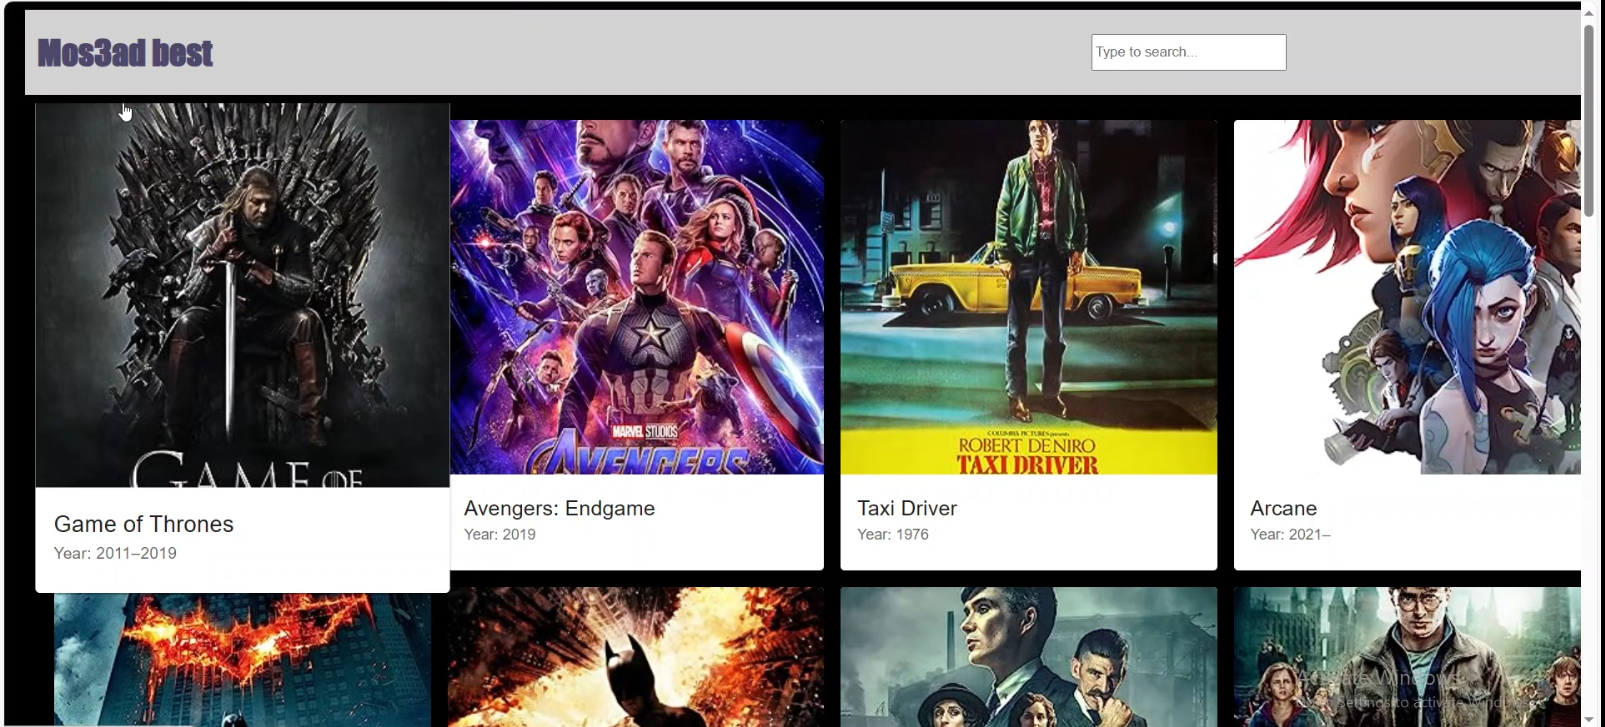 Mos3ad best
Type to search...
GAME OF
MARVEL STUDIOS
AVENGERS
COLUMBIA PICTURES presents
ROBERT DE NIRO
TAXI DRIVER
Game of Thrones
Year: 2011–2019
Avengers: Endgame
Year: 2019
Taxi Driver
Year: 1976
Arcane
Year: 2021–
Activate Windows
Go to Settings to activate Windows.